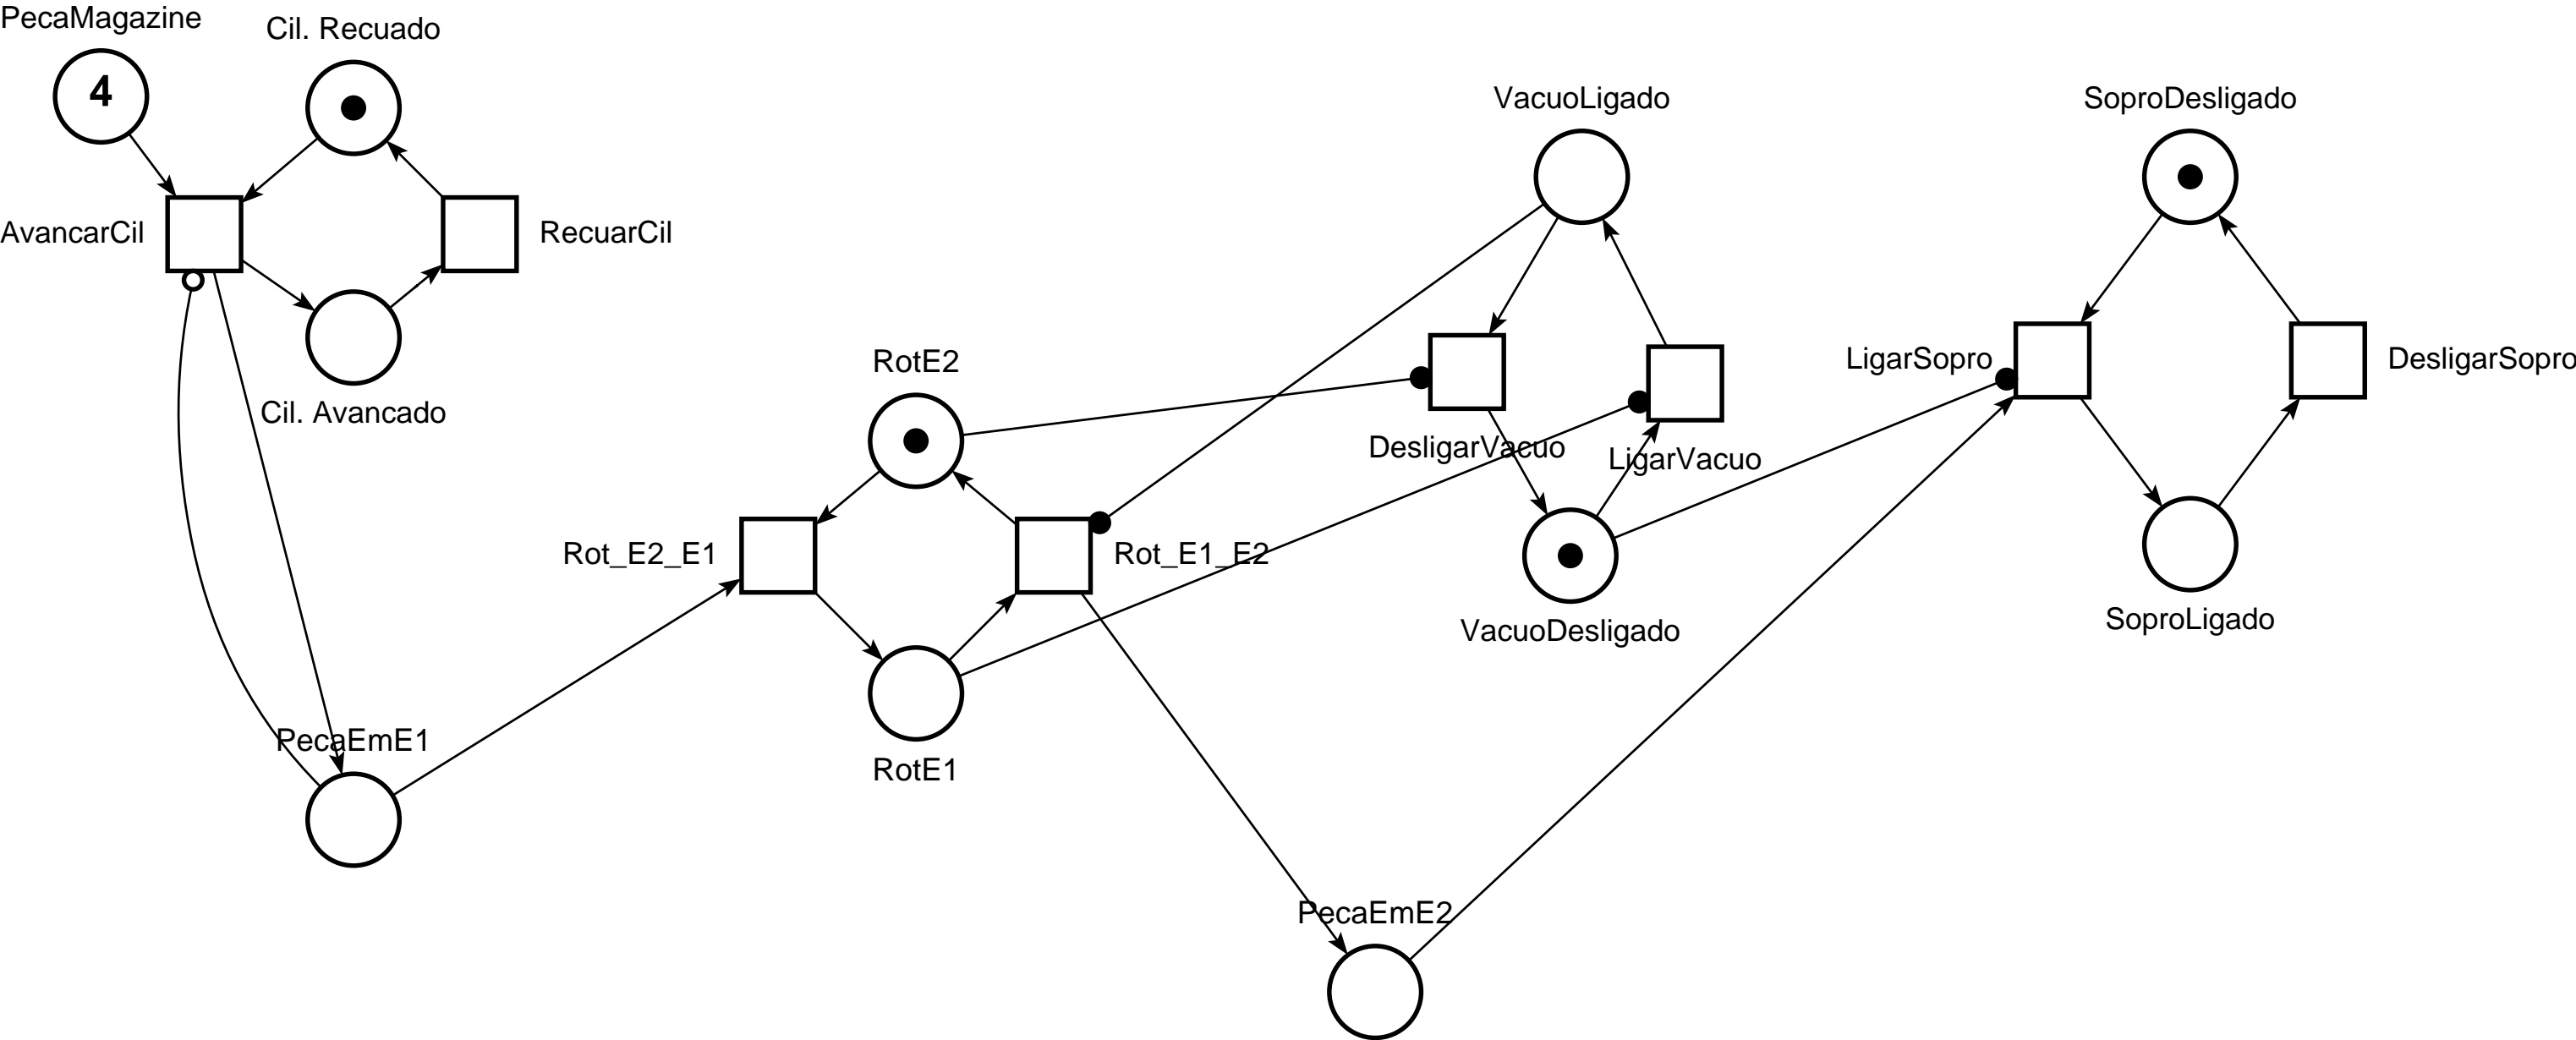 PecaMagazine
Cil. Recuado
4
AvancarCil
RecuarCil
Cil. Avancado
VacuoLigado
SoproDesligado
RotE2
LigarSopro
DesligarSopro
DesligarVacuo
LigarVacuo
Rot_E2_E1
Rot_E1_E2
VacuoDesligado
SoproLigado
PecaEmE1
RotE1
PecaEmE2